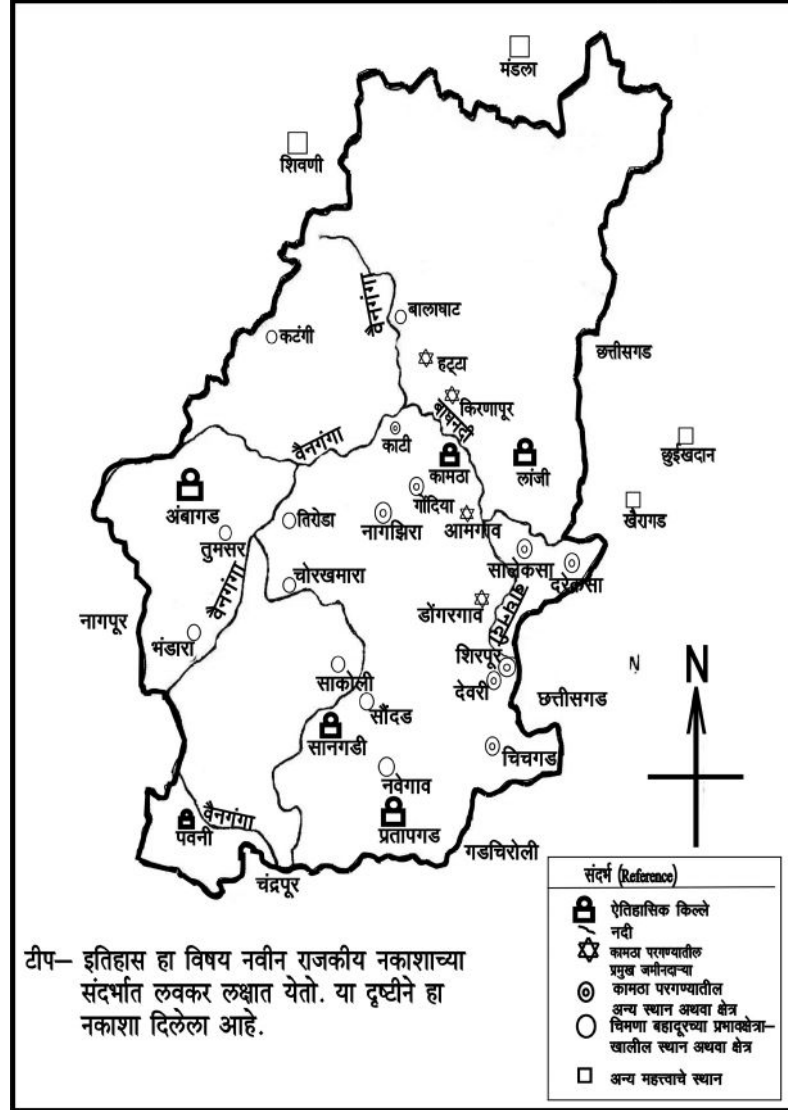 मंडला
शिवणी
वैनगंगा
बालाघाट
कटंगी
हट्टा
छत्तीसगड
किरणापूर
बाघनदी
वैनगंगा
काटी
छुईखदान
कामठा
लांजी
अंबागड
गोंदिया
खैरागड
तिरोडा
नागझिरा
आमगाव
तुमसर
सालेकसा
दरेकसा
चोरखमारा
वैनगंगा
डोंगरगाव
बाघनदी
नागपूर
भंडारा
शिरपूर
साकोली
देवरी
N
N
सौंदड
छत्तीसगड
सानगडी
चिचगड
नवेगाव
वैनगंगा
पवनी
प्रतापगड
गडचिरोली
चंद्रपूर
संदर्भ (Reference)
ऐतिहासिक किल्ले
नदी
कामठा परगण्यातील
प्रमुख जमीनदाऱ्या
कामठा परगण्यातील
अन्य स्थान अथवा क्षेत्र
चिमणा बहादूरच्या प्रभावक्षेत्रा–
खालील स्थान अथवा क्षेत्र
अन्य महत्त्वाचे स्थान
टीप– इतिहास हा विषय नवीन राजकीय नकाशाच्या
संदर्भात लवकर लक्षात येतो. या दृष्टीने हा
नकाशा दिलेला आहे.